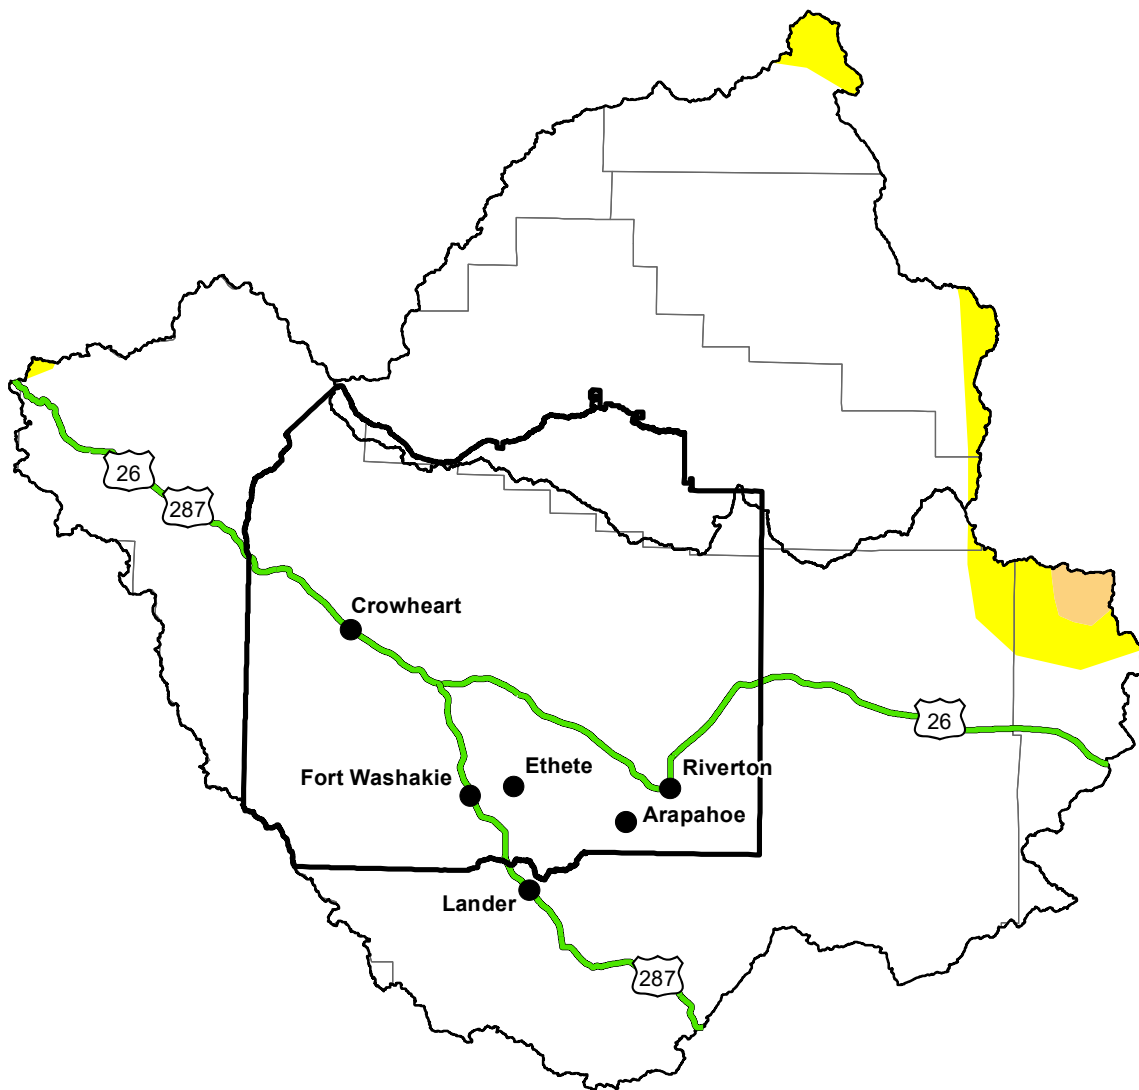 26
287
Crowheart
26
Ethete
Riverton
Fort Washakie
Arapahoe
Lander
287